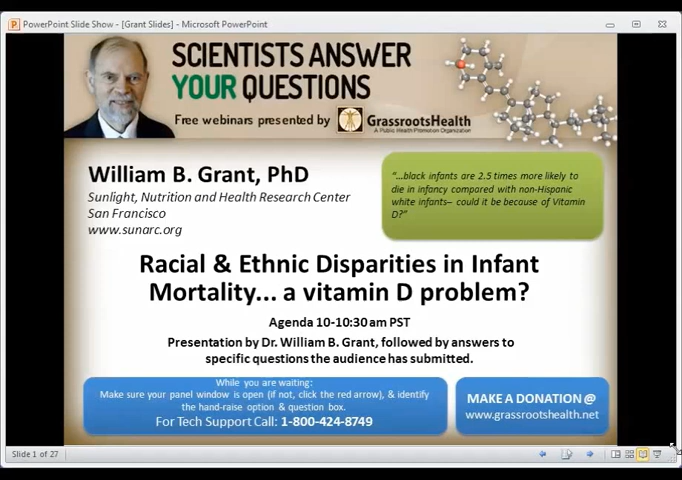 PowerPoint Slide Show - [Grant Slides] - Microsoft PowerPoint
SCIENTISTS ANSWER
YOUR QUESTIONS
Free webinars presented by
GrassrootsHealth
A Public Health Promotion Organization
William B. Grant, PhD
Sunlight, Nutrition and Health Research Center
San Francisco
www.sunarc.org
"...black infants are 2.5 times more likely to
die in infancy compared with non-Hispanic
white infants– could it be because of Vitamin
D?"
Racial & Ethnic Disparities in Infant
Mortality... a vitamin D problem?
Agenda 10-10:30 am PST
Presentation by Dr. William B. Grant, followed by answers to
specific questions the audience has submitted.
While you are waiting:
Make sure your panel window is open (if not, click the red arrow), & identify
the hand-raise option & question box.
For Tech Support Call: 1-800-424-8749
MAKE A DONATION @
www.grassrootshealth.net
Slide 1 of 27